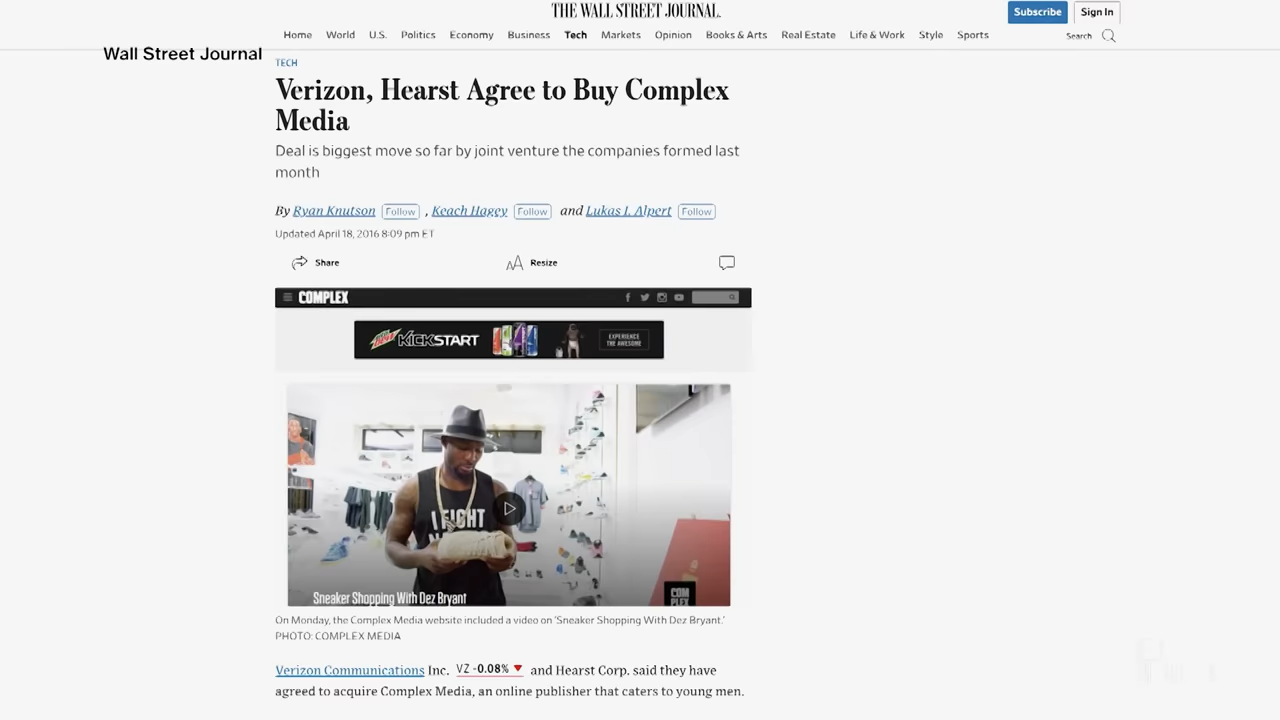 THE WALL STREET JOURNAL.
Subscribe
Sign In
Home World U.S. Politics Economy Business Tech Markets Opinion Books & Arts Real Estate Life & Work Style Sports
Search
Wall Street Journal
TECH
Verizon, Hearst Agree to Buy Complex
Media
Deal is biggest move so far by joint venture the companies formed last
month
By Ryan Knutson Follow , Keach Hagey Follow and Lukas I. Alpert Follow
Updated April 18, 2016 8:09 pm ET
Share
Resize
COMPLEX
KICKSTART
EXPERIENCE
THE AWESOME
I FIGHT
COM
PLEX
Sneaker Shopping With Dez Bryant
On Monday, the Complex Media website included a video on 'Sneaker Shopping With Dez Bryant.'
PHOTO: COMPLEX MEDIA
Verizon Communications Inc. VZ -0.08% and Hearst Corp. said they have
agreed to acquire Complex Media, an online publisher that caters to young men.